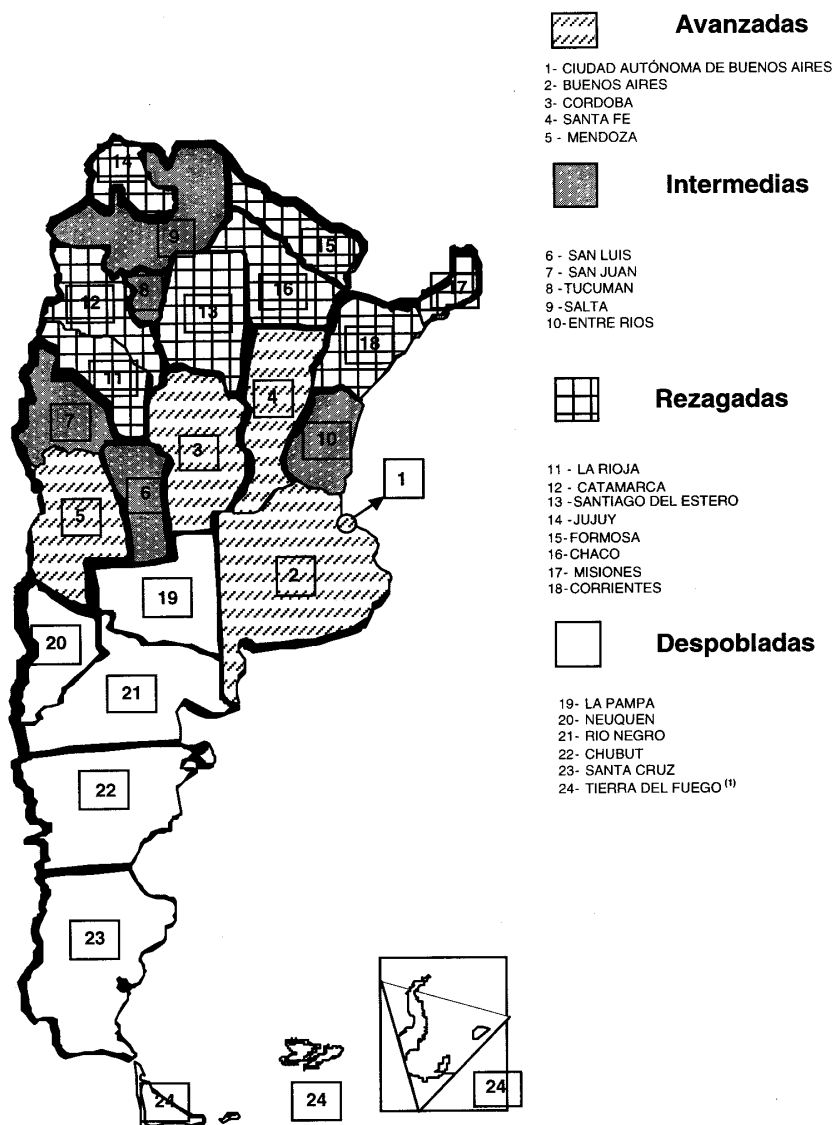 Avanzadas
1- CIUDAD AUTÓNOMA DE BUENOS AIRES
2- BUENOS AIRES
3- CORDOBA
4- SANTA FE
5 - MENDOZA
Intermedias
6 - SAN LUIS
7 - SAN JUAN
8 - TUCUMAN
9 - SALTA
10- ENTRE RIOS
Rezagadas
11 - LA RIOJA
12 - CATAMARCA
13 - SANTIAGO DEL ESTERO
14 - JUJUY
15- FORMOSA
16- CHACO
17- MISIONES
18- CORRIENTES
Despobladas
19- LA PAMPA
20- NEUQUEN
21- RIO NEGRO
22- CHUBUT
23- SANTA CRUZ
24- TIERRA DEL FUEGO (1)
14
9
15
17
8
12
13
16
18
11
4
7
10
3
1
6
5
2
19
20
21
22
23
24
24
24